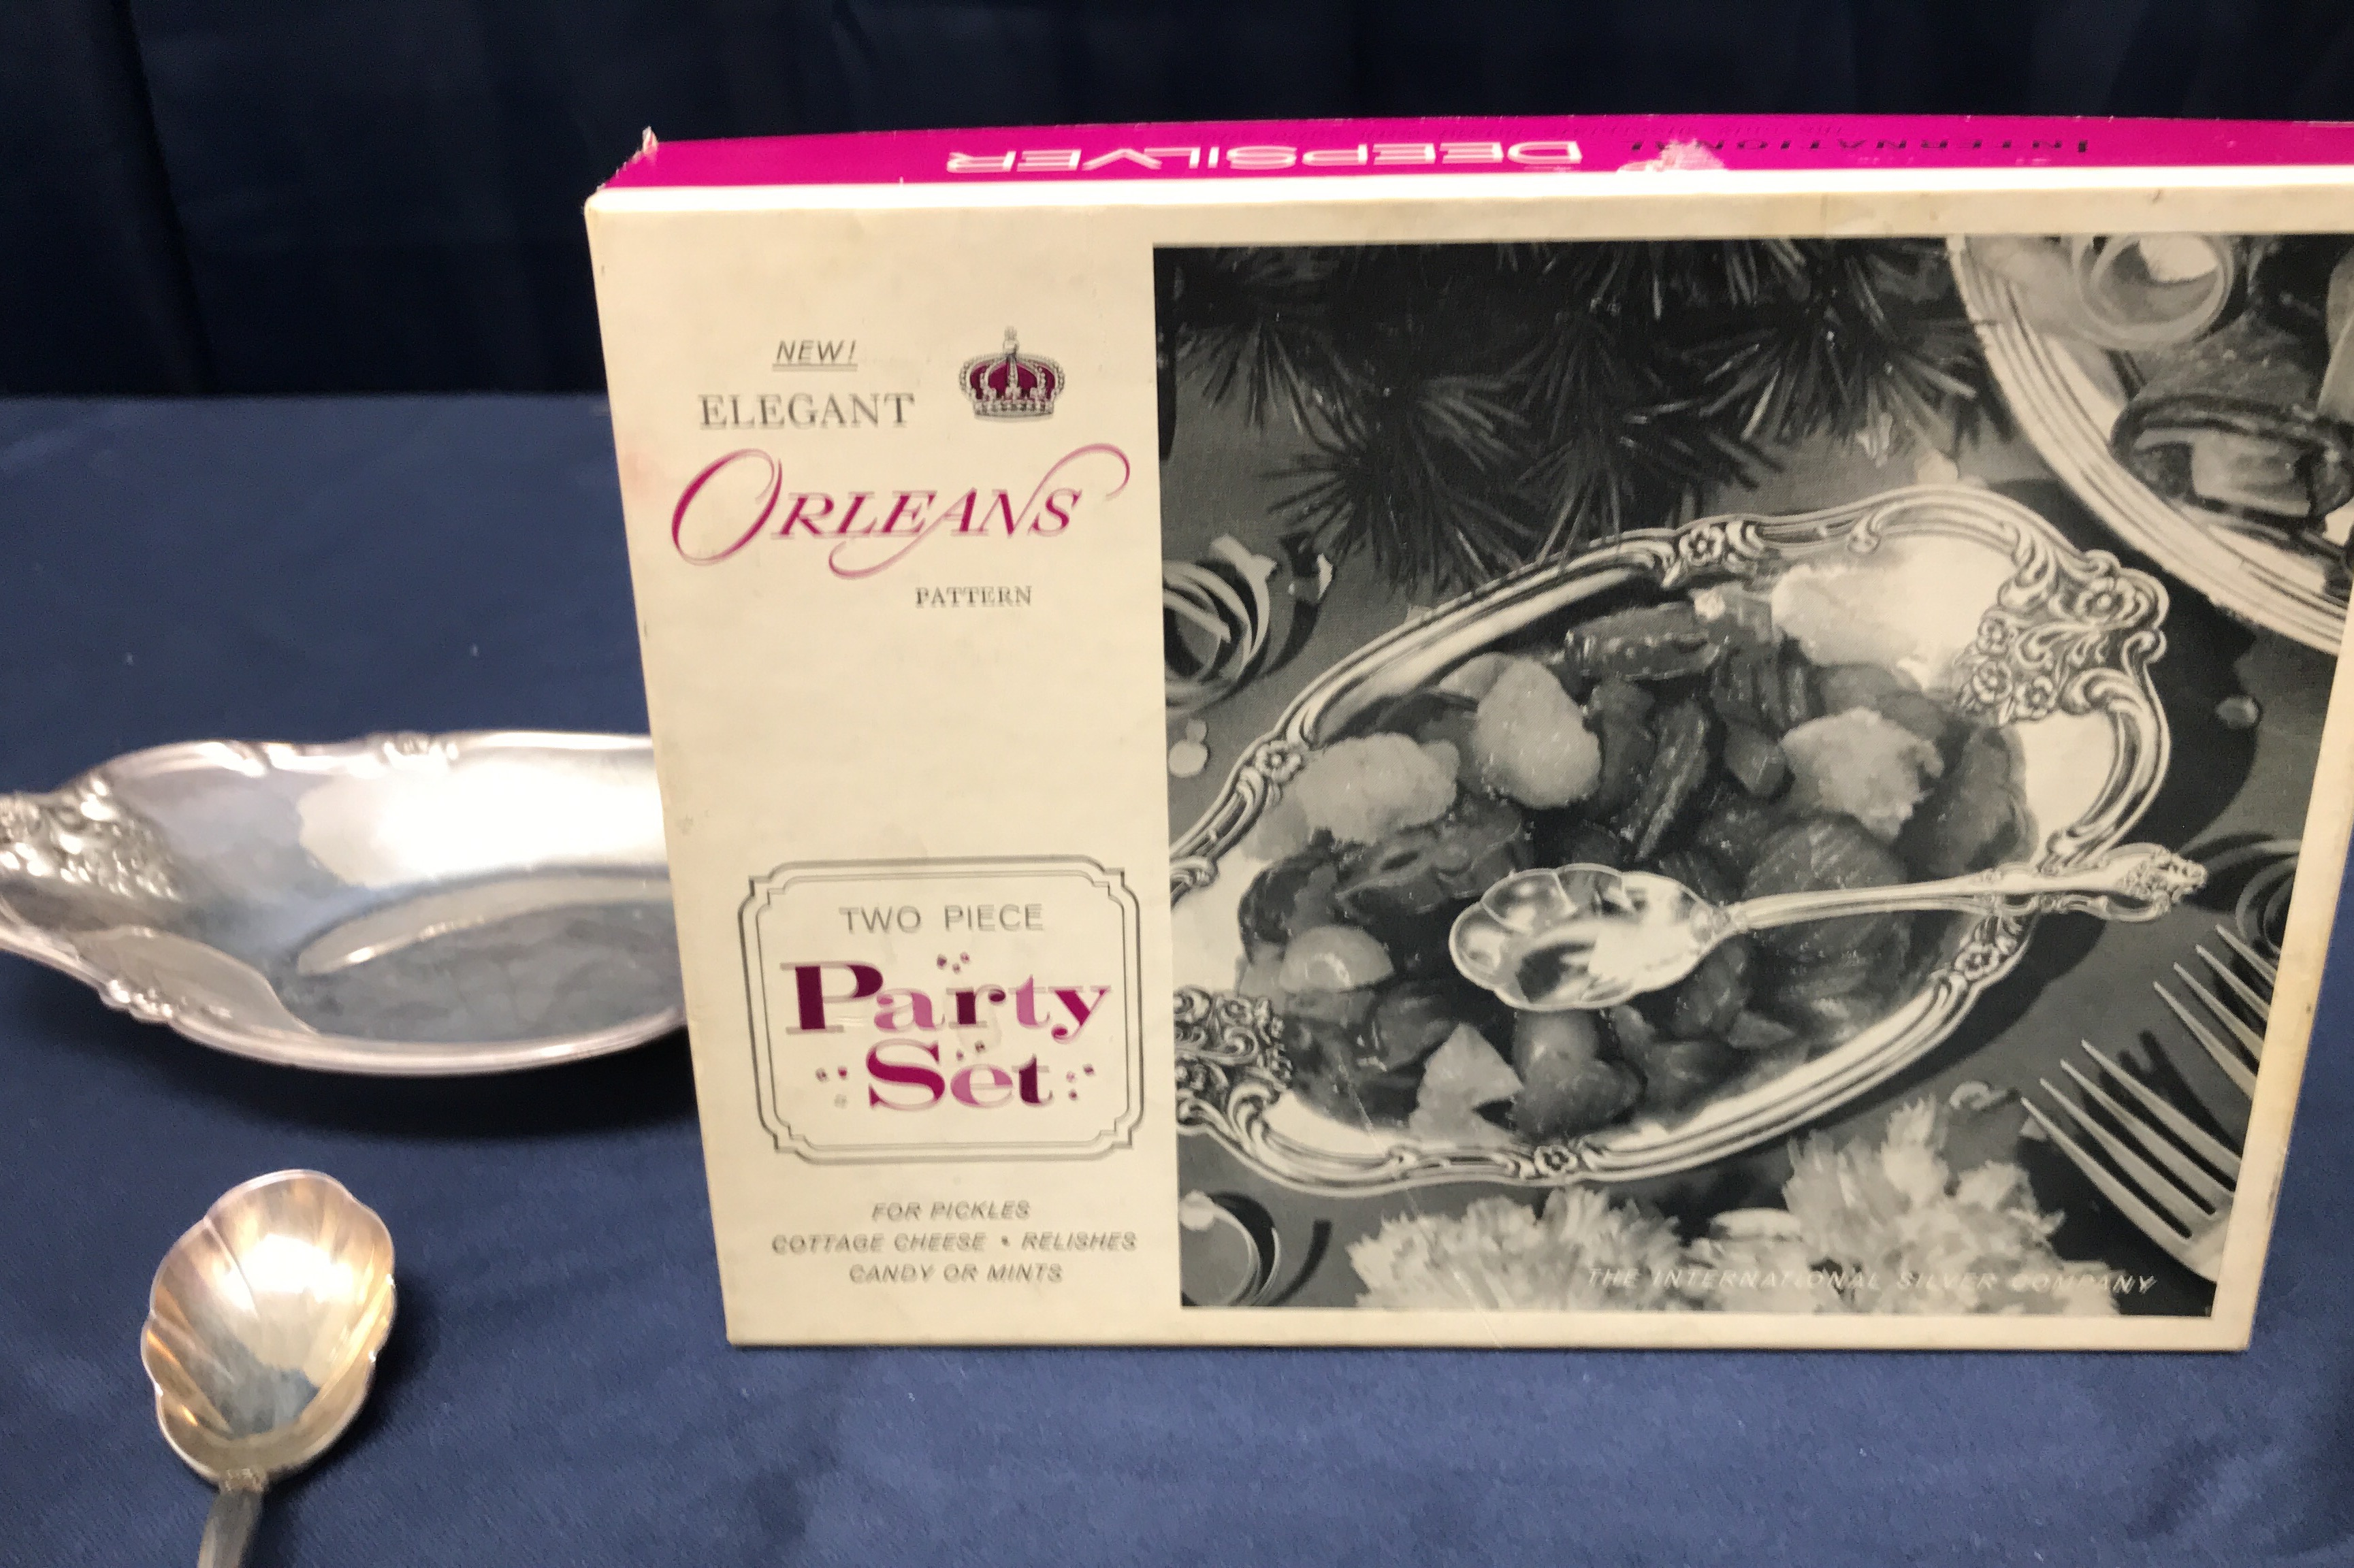 INTERNATIONAL DEEPSILVER
NEW!
ELEGANT
ORLEANS
PATTERN
TWO PIECE
Party
Set
FOR PICKLES
COTTAGE CHEESE • RELISHES
CANDY OR MINTS
THE INTERNATIONAL SILVER COMPANY